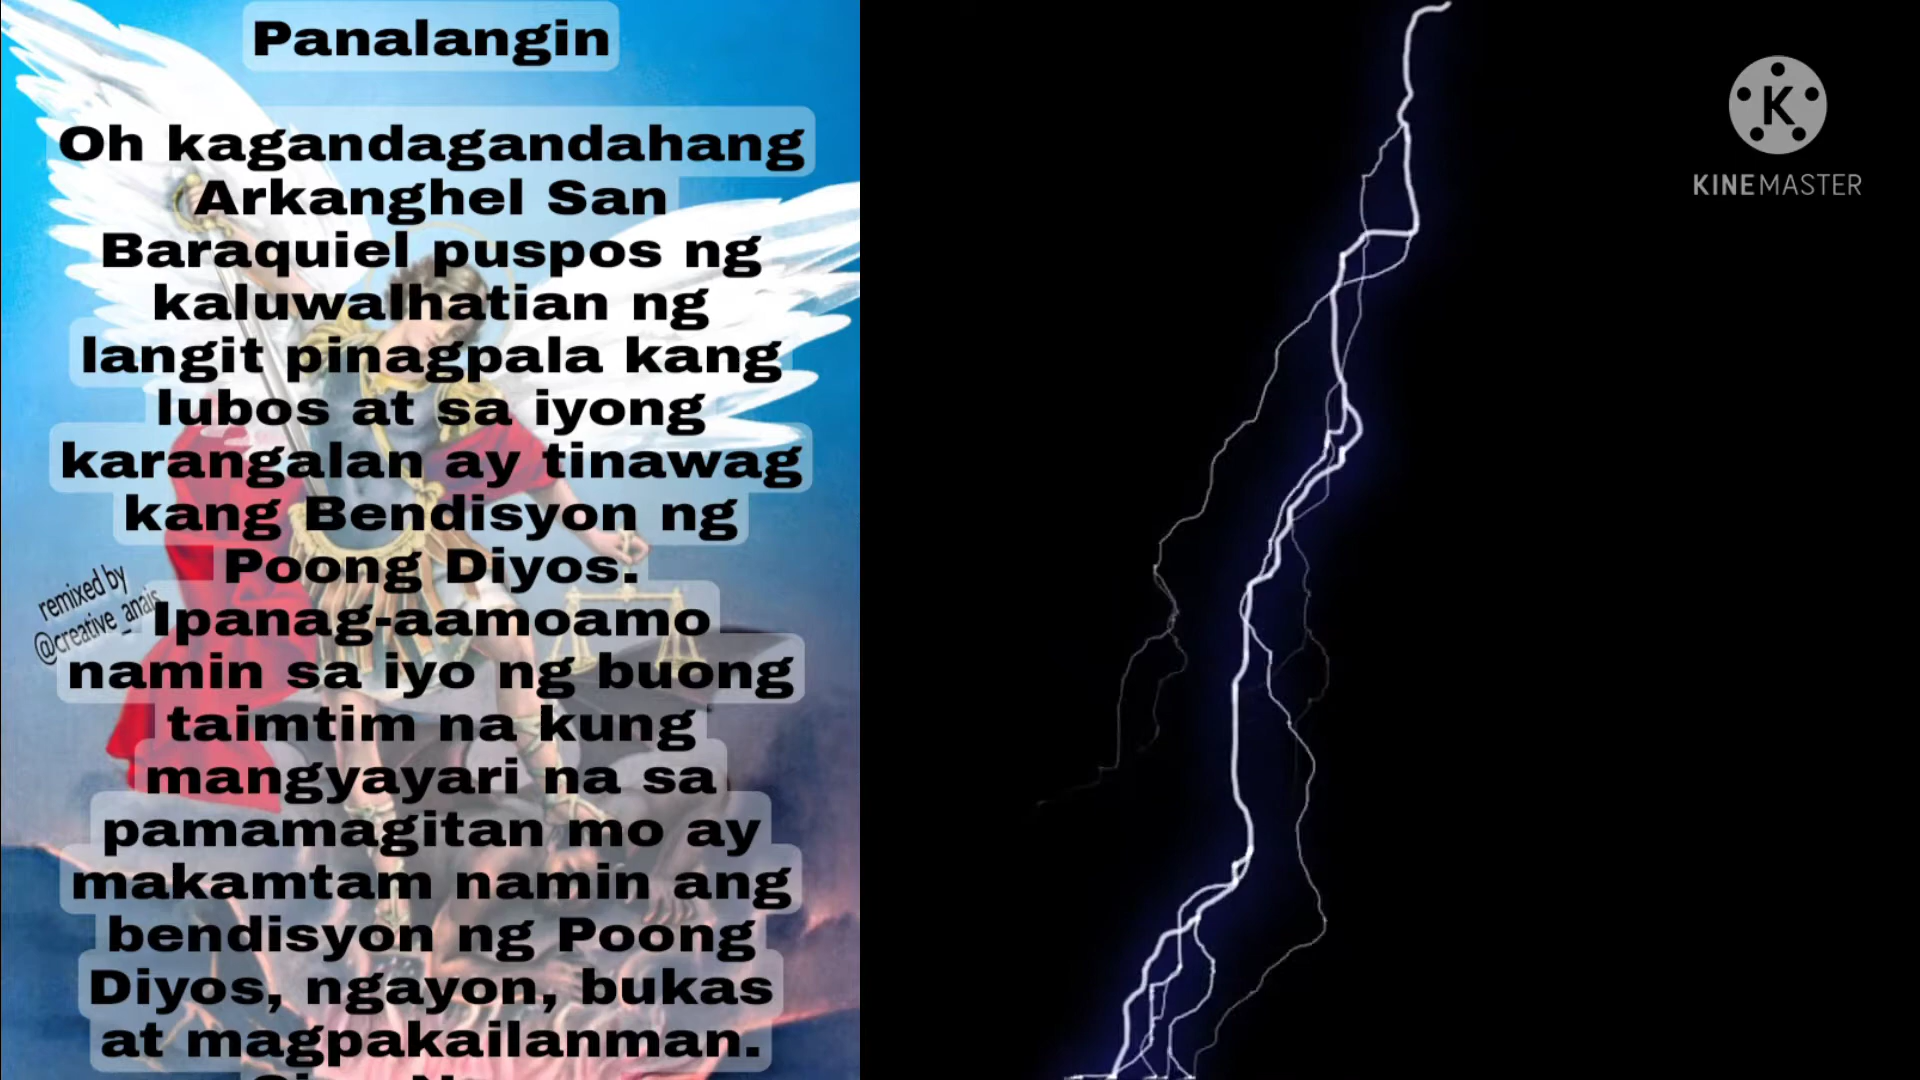 Panalangin
Oh kagandagandahang
Arkanghel San
Baraquiel puspos ng
kaluwalhatian ng
langit pinagpala kang
lubos at sa iyong
karangalan ay tinawag
kang Bendisyon ng
Poong Diyos.
Ipanag-aamoamo
namin sa iyo ng buong
taimtim na kung
mangyayari na sa
pamamagitan mo ay
makamtam namin ang
bendisyon ng Poong
Diyos, ngayon, bukas
at magpakailanman.
remixed by
@creative_anais
K
KINEMASTER